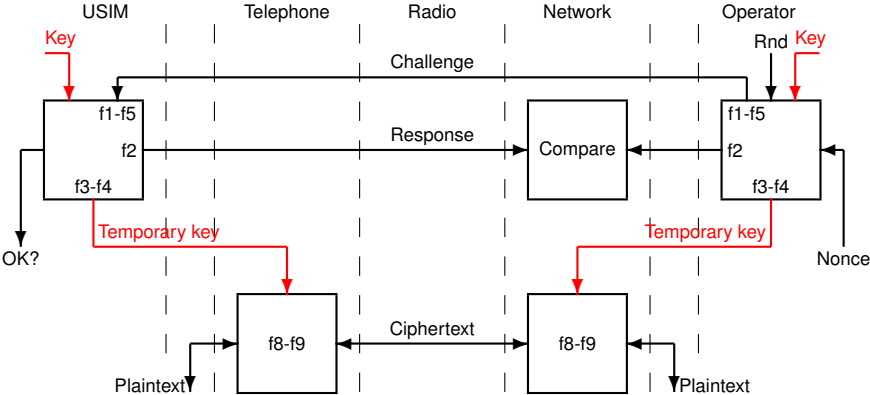 USIM Telephone Radio Network Operator
Key Rnd Key
Challenge
f1-f5 f1-f5
Response
f2 Compare f2
f3-f4 f3-f4
Temporary key Temporary key
OK? Nonce
Ciphertext
f8-f9 f8-f9
Plaintext Plaintext